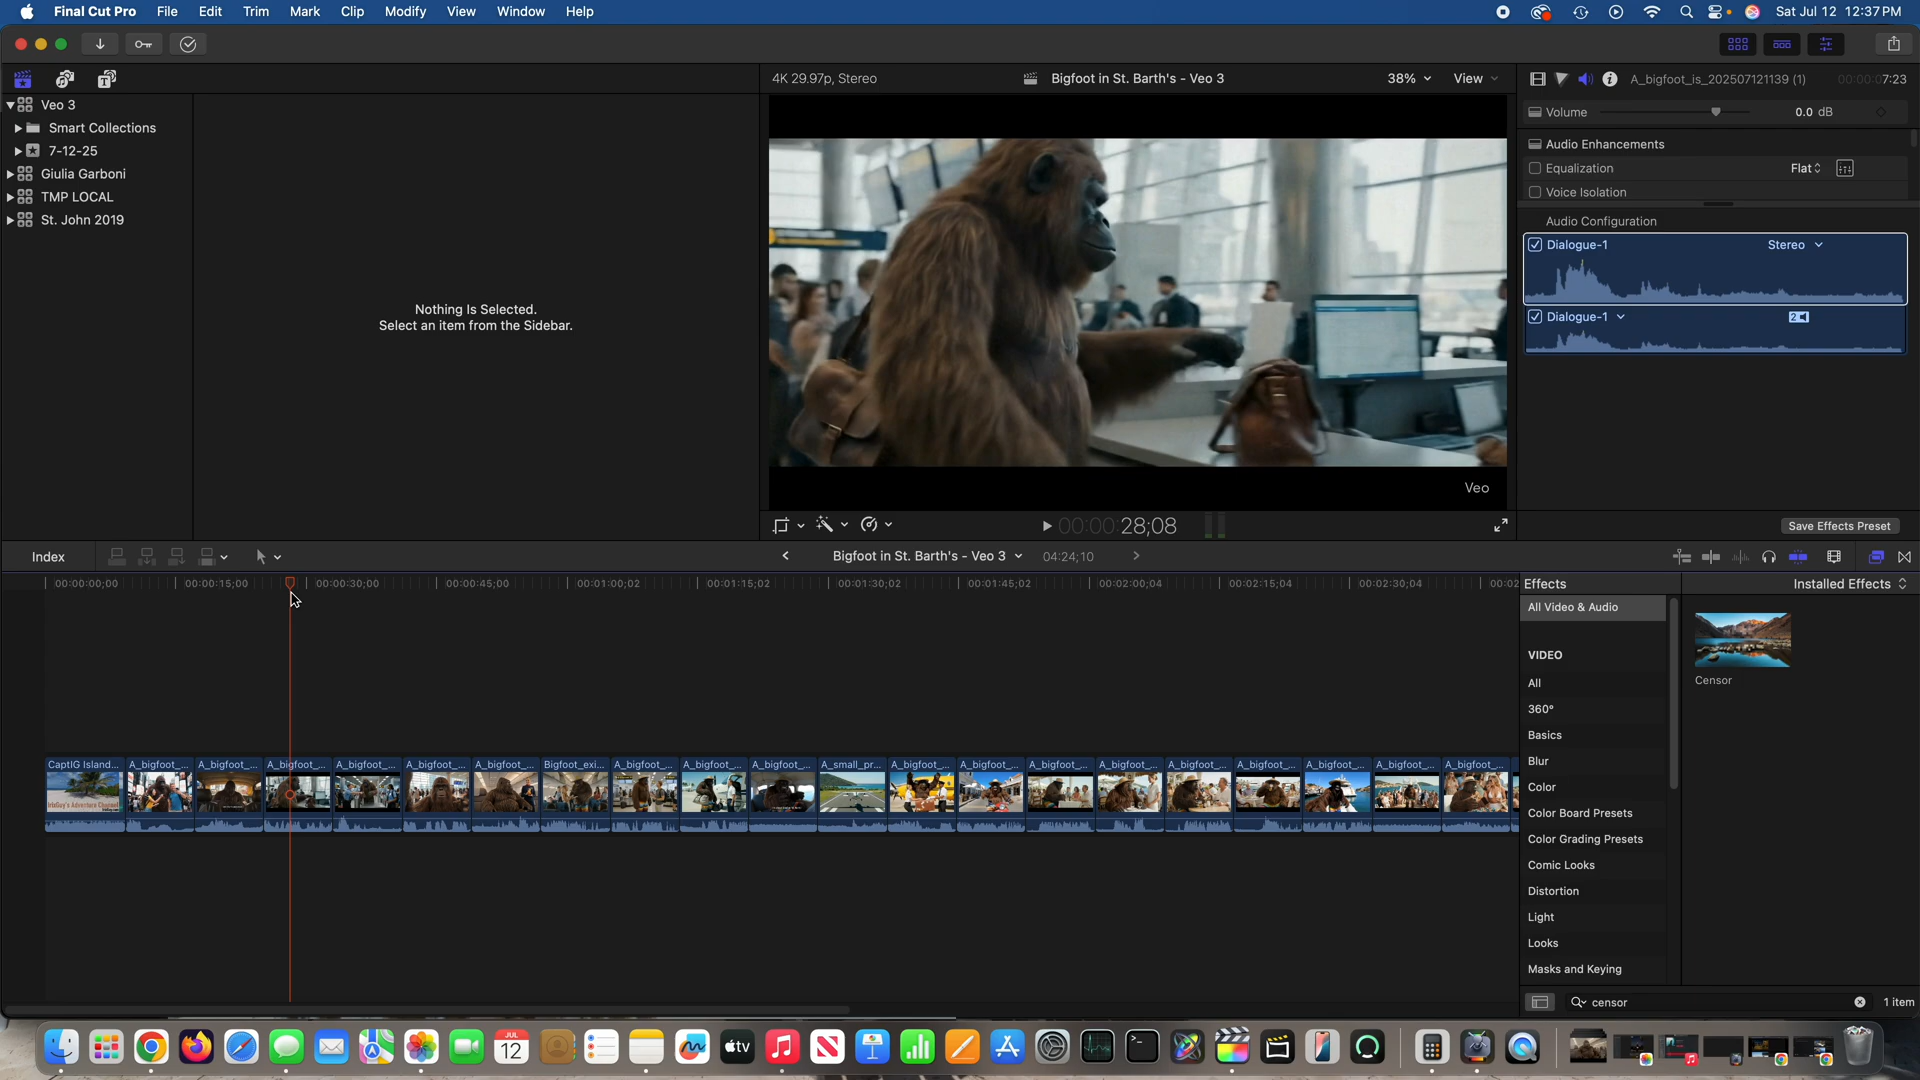 Final Cut Pro File Edit Trim Mark Clip Modify View Window Help Sat Jul 12 12:37 PM
4K 29.97p, Stereo Bigfoot in St. Barth's - Veo 3 38% View A_bigfoot_is_202507121139 (1) 00:00:07:23
Veo 3
Smart Collections
7-12-25
Giulia Garboni
TMP LOCAL
St. John 2019
Nothing Is Selected.
Select an item from the Sidebar.
Veo
00:00:28;08
Volume 0.0 dB
Audio Enhancements
Equalization Flat
Voice Isolation
Audio Configuration
Dialogue-1 Stereo
Dialogue-1 2
Save Effects Preset
Index Bigfoot in St. Barth's - Veo 3 04:24;10
00:00:00;00 00:00:15;00 00:00:30;00 00:00:45;00 00:01:00;02 00:01:15;02 00:01:30;02 00:01:45;02 00:02:00;04 00:02:15;04 00:02:30;04 00:02
CaptIG Island... A_bigfoot_... A_bigfoot_... A_bigfoot_... A_bigfoot_... A_bigfoot_... A_bigfoot_... Bigfoot_exi... A_bigfoot_... A_bigfoot_... A_bigfoot_... A_small_pr... A_bigfoot_... A_bigfoot_... A_bigfoot_... A_bigfoot_... A_bigfoot_... A_bigfoot_... A_bigfoot_... A_bigfoot_... A_bigfoot_...
Effects Installed Effects
All Video & Audio
VIDEO
All
360°
Basics
Blur
Color
Color Board Presets
Color Grading Presets
Comic Looks
Distortion
Light
Looks
Masks and Keying
Censor
censor 1 item
JUL
12
tv